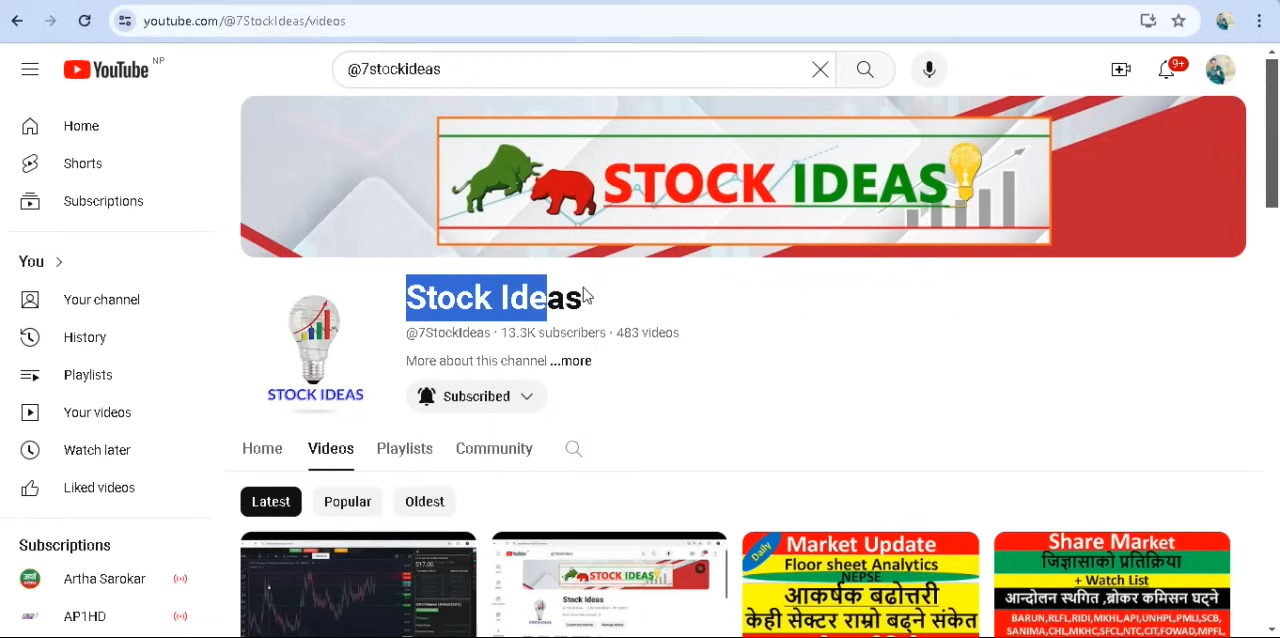 youtube.com/@7StockIdeas/videos
YouTube NP
@7stockideas
9+
Home
Shorts
Subscriptions
You
Your channel
History
Playlists
Your videos
Watch later
Liked videos
Subscriptions
Artha Sarokar
AP1HD
STOCK IDEAS
STOCK IDEAS
Stock Ideas
@7StockIdeas · 13.3K subscribers · 483 videos
More about this channel ...more
Subscribed
Home Videos Playlists Community
Latest Popular Oldest
STOCK IDEAS
Stock Ideas
Daily
Market Update
Floor sheet Analytics
NEPSE
आकर्षक बढोत्तरी
केही सेक्टर राम्रो बढ्ने संकेत
Share Market
जिज्ञासाको प्रतिक्रिया
+ Watch List
आन्दोलन स्थगित ,ब्रोकर कमिसन घट्ने
BARUN,RLFL,RIDI,MKHL,API,UNHPL,PMLI,SCB,
SANIMA,CHL,MKHC,SFCL,NTC,CIT,FOWAD,MPFL,